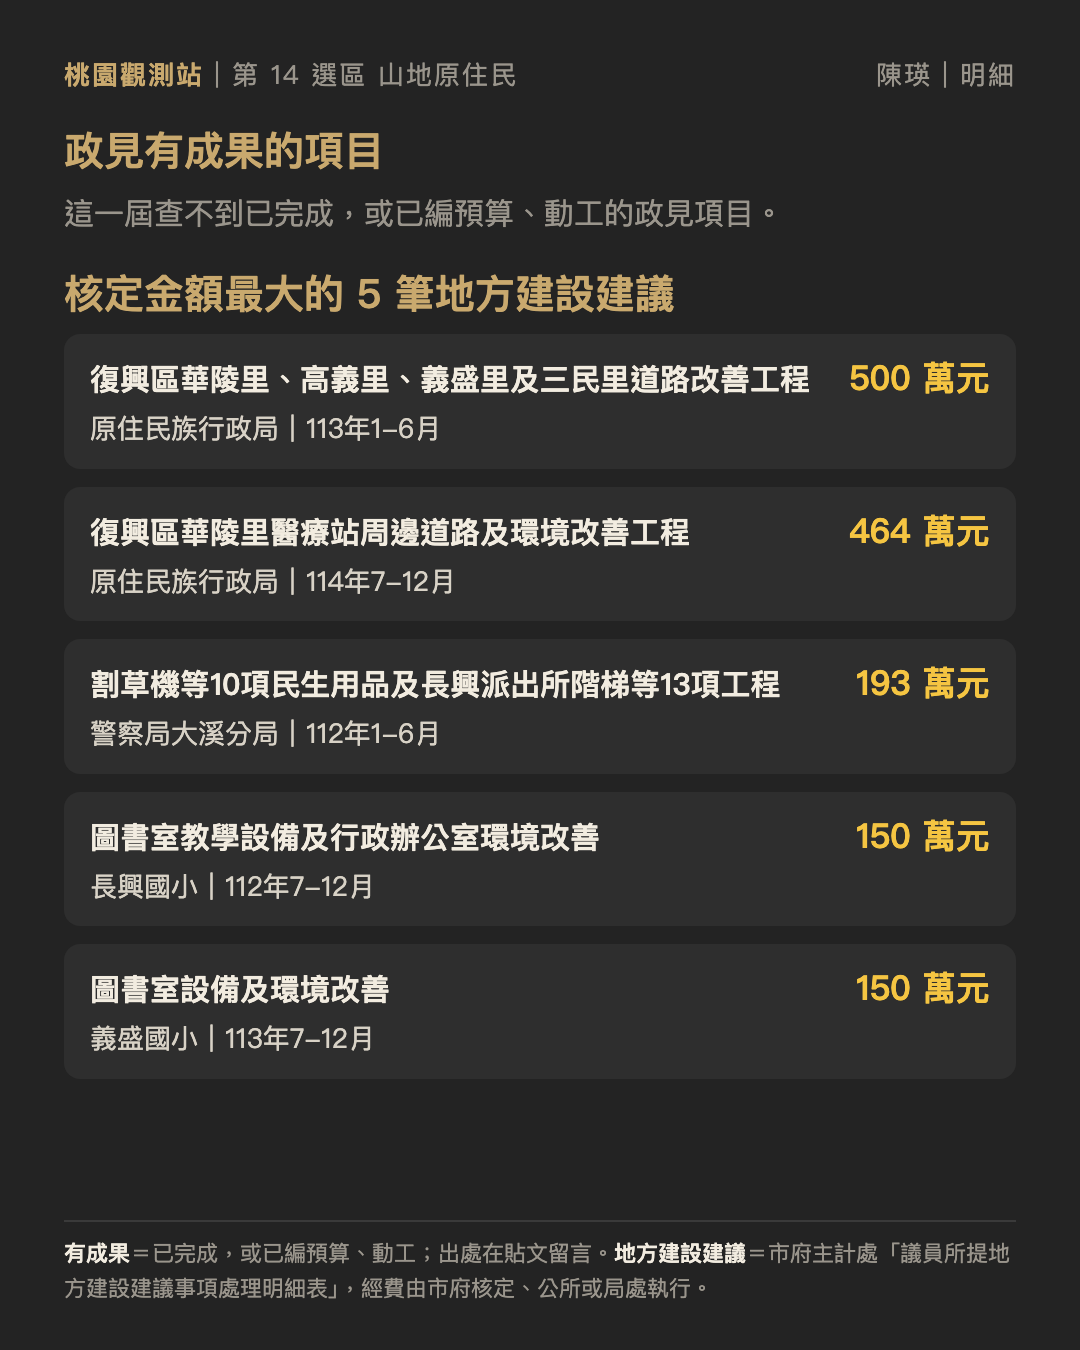 桃園觀測站｜第 14 選區 山地原住民
陳瑛｜明細
政見有成果的項目
這一屆查不到已完成，或已編預算、動工的政見項目。
核定金額最大的 5 筆地方建設建議
復興區華陵里、高義里、義盛里及三民里道路改善工程 500 萬元
原住民族行政局｜113年1–6月
復興區華陵里醫療站周邊道路及環境改善工程 464 萬元
原住民族行政局｜114年7–12月
割草機等10項民生用品及長興派出所階梯等13項工程 193 萬元
警察局大溪分局｜112年1–6月
圖書室教學設備及行政辦公室環境改善 150 萬元
長興國小｜112年7–12月
圖書室設備及環境改善 150 萬元
義盛國小｜113年7–12月
有成果＝已完成，或已編預算、動工；出處在貼文留言。地方建設建議＝市府主計處「議員所提地
方建設建議事項處理明細表」，經費由市府核定、公所或局處執行。